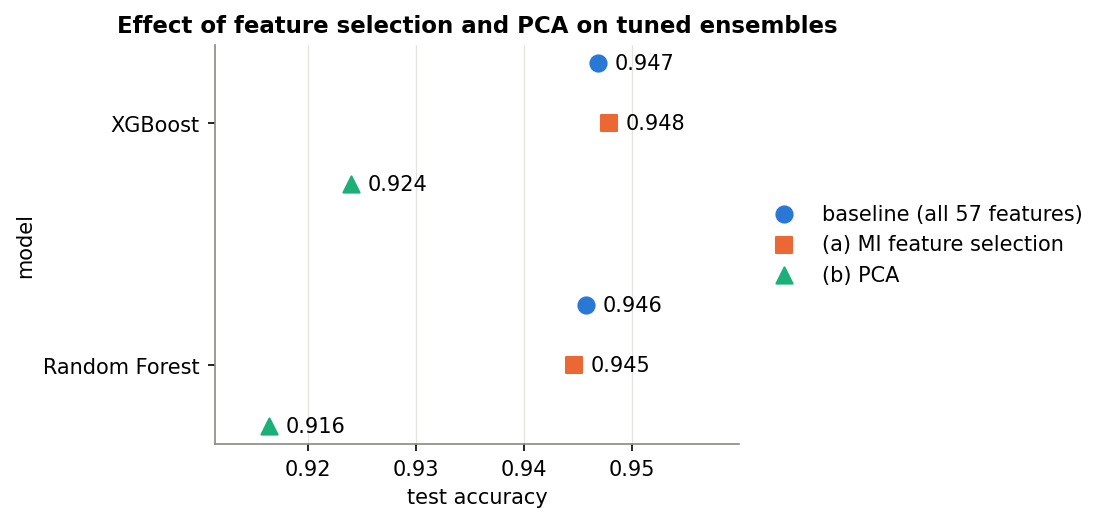 Effect of feature selection and PCA on tuned ensembles
0.947
XGBoost
0.948
0.924
model
baseline (all 57 features)
(a) MI feature selection
(b) PCA
0.946
Random Forest
0.945
0.916
0.92 0.93 0.94 0.95
test accuracy